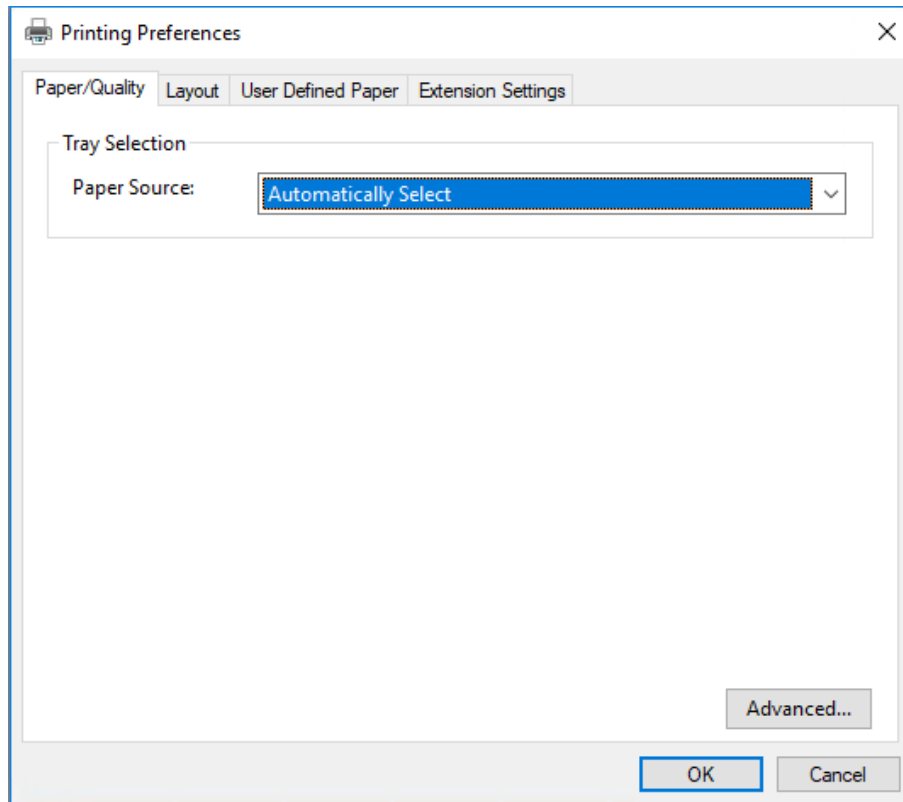 Printing Preferences
Paper/Quality Layout User Defined Paper Extension Settings
Tray Selection
Paper Source: Automatically Select
Advanced...
OK Cancel